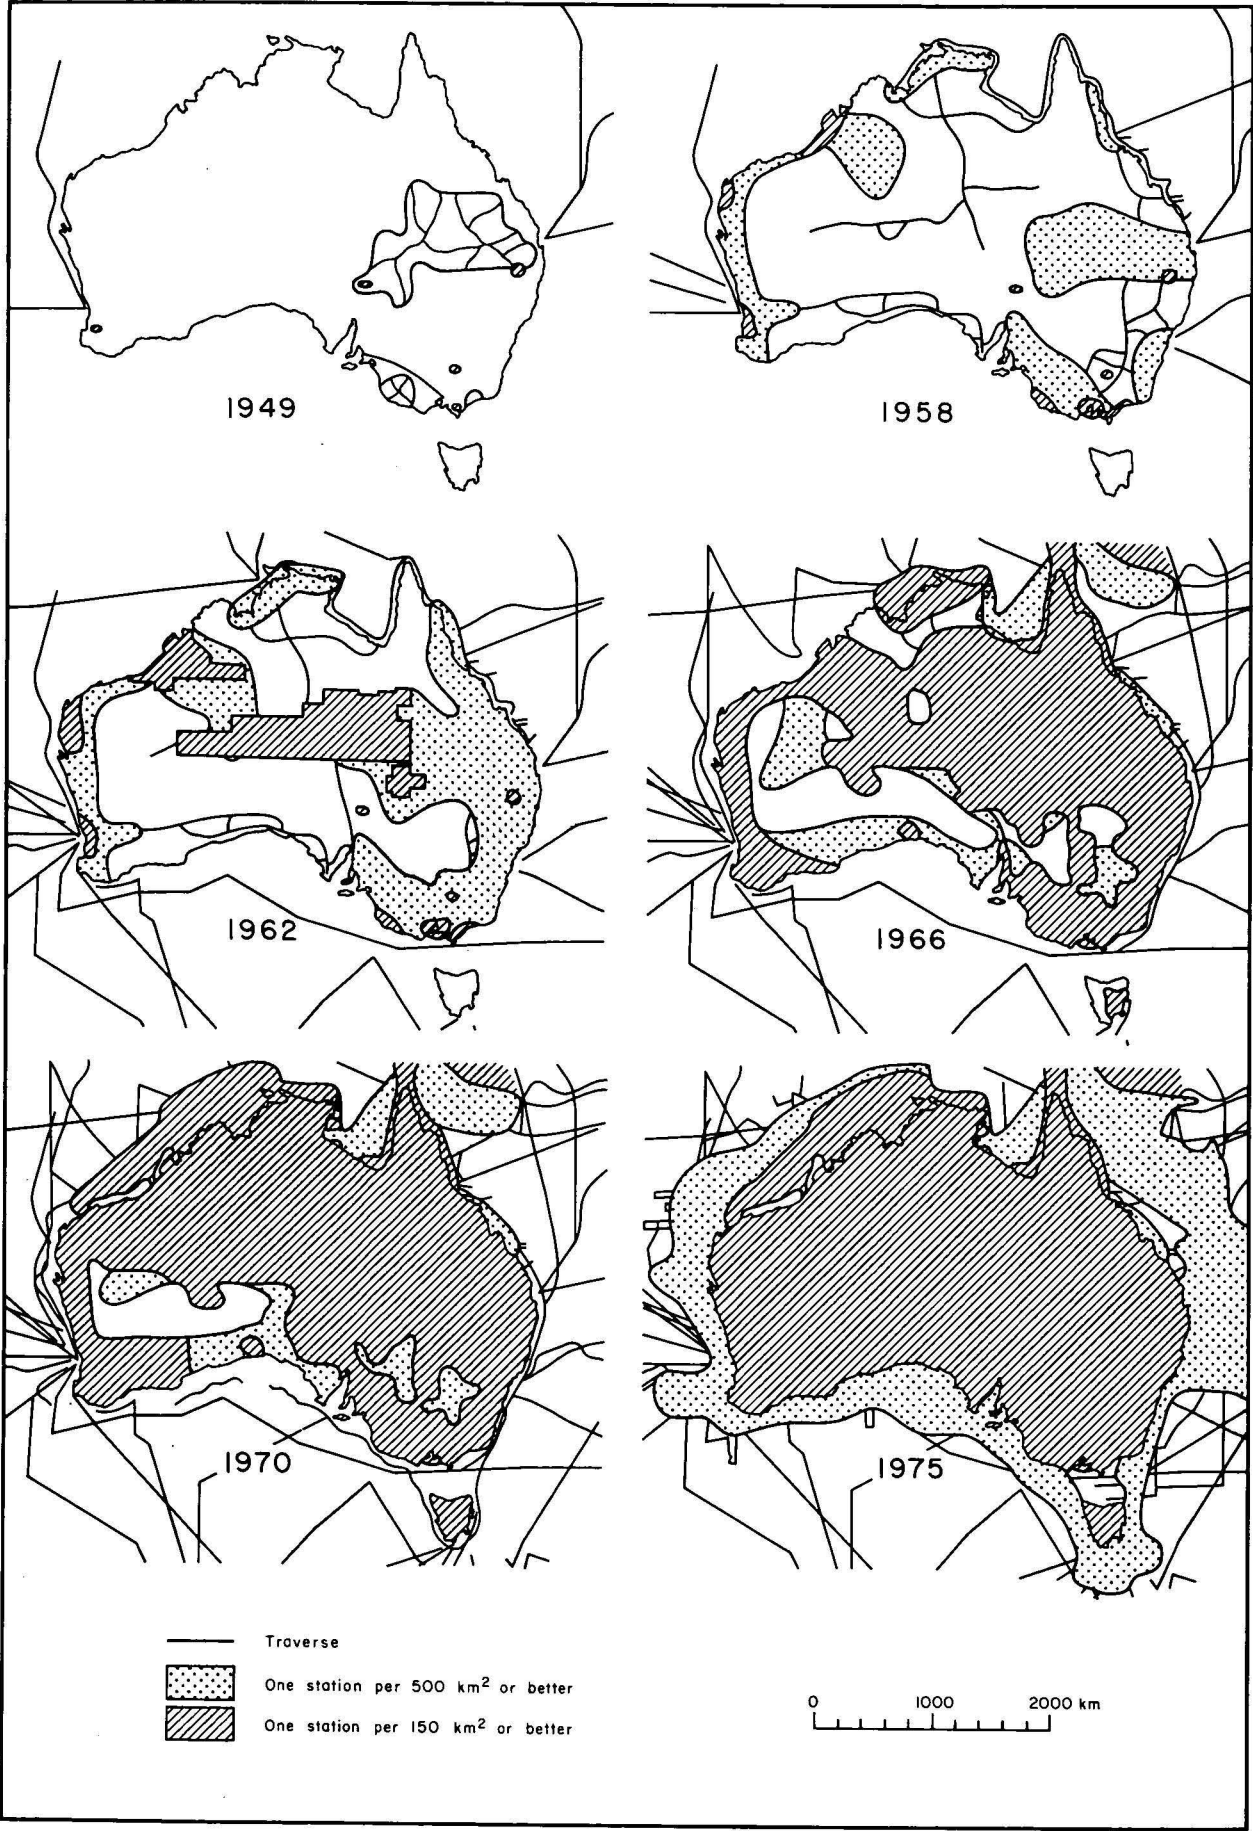 1949
1958
1962
1966
1970
1975
Traverse
One station per 500 km² or better
One station per 150 km² or better
0 1000 2000 km